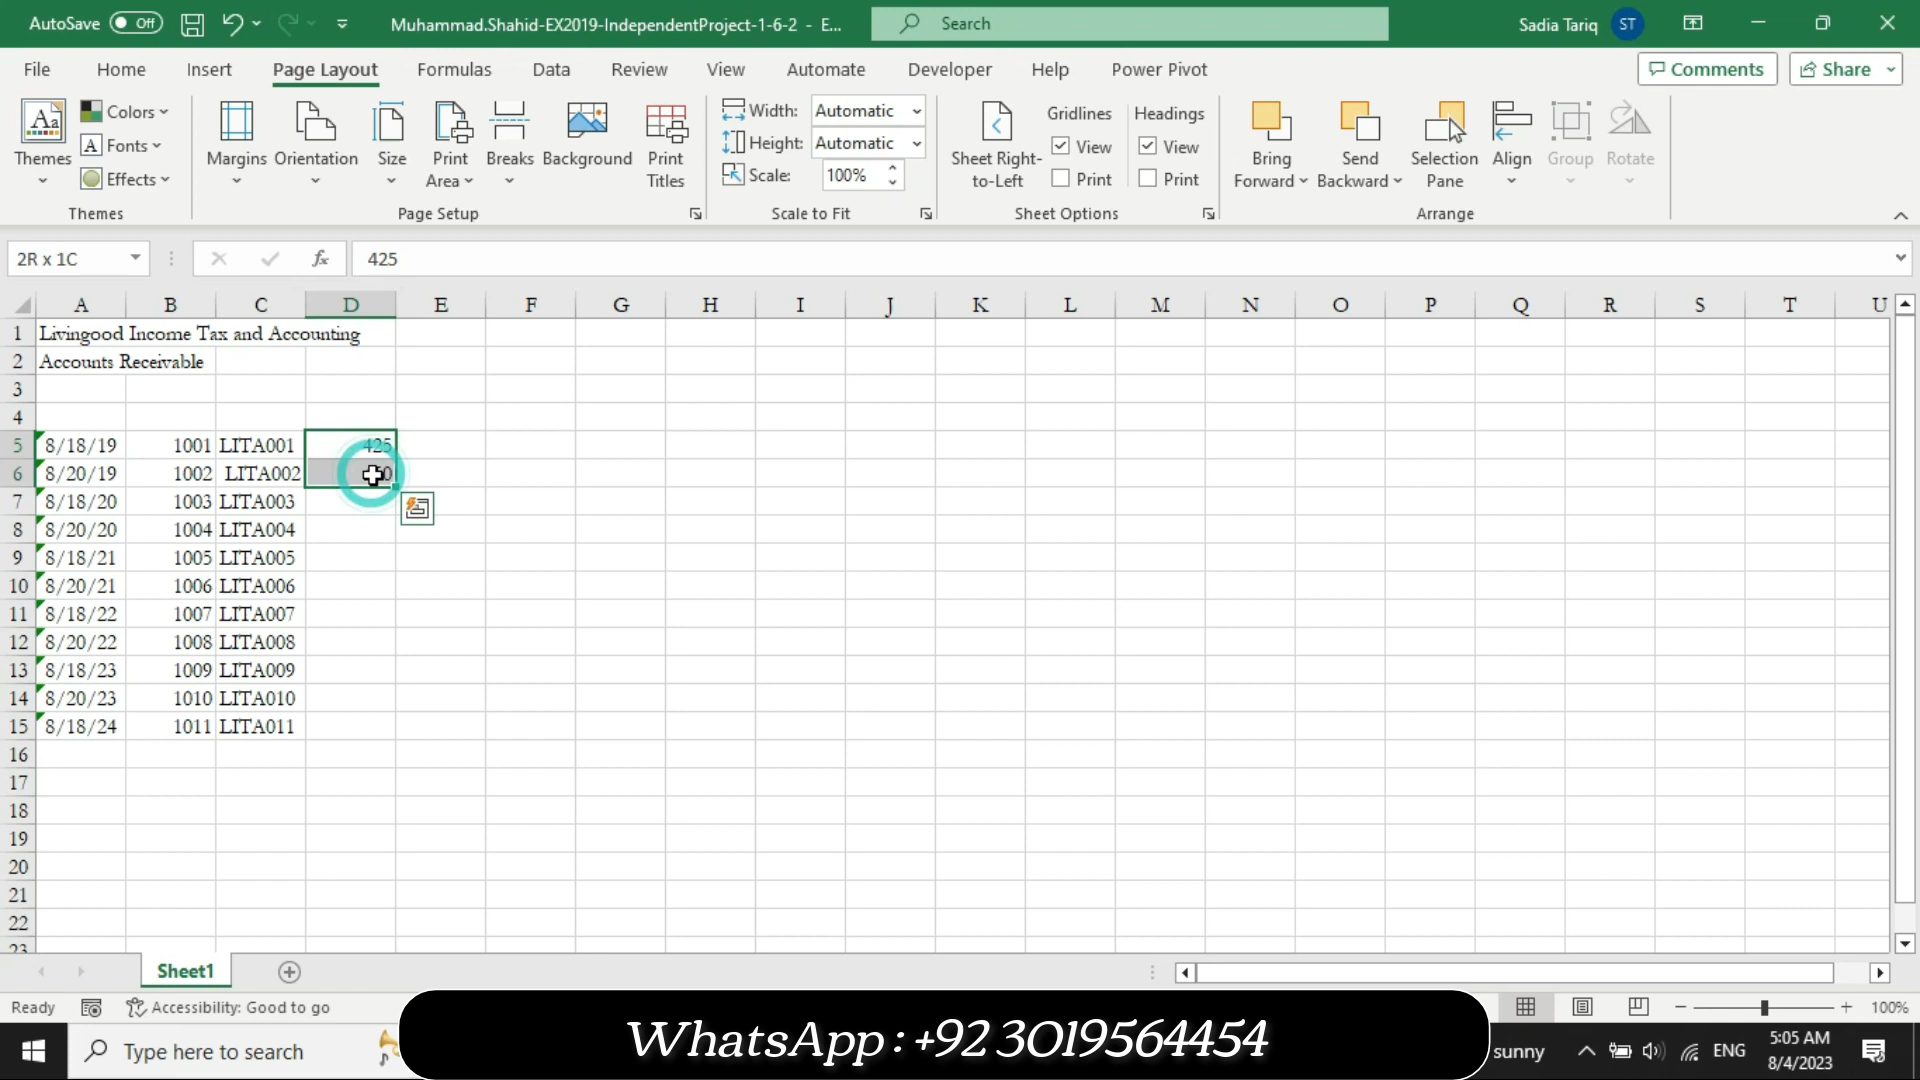 AutoSave Off Muhammad.Shahid-EX2019-IndependentProject-1-6-2 - E... Search Sadia Tariq ST
File Home Insert Page Layout Formulas Data Review View Automate Developer Help Power Pivot Comments Share
Themes Colors Fonts Effects
Margins Orientation Size Print Area Breaks Background Print Titles
Width: Automatic
Height: Automatic
Scale: 100%
Sheet Right-to-Left
Gridlines View Print
Headings View Print
Bring Forward Send Backward Selection Pane Align Group Rotate
Themes Page Setup Scale to Fit Sheet Options Arrange
2R x 1C fx 425
A B C D E F G H I J K L M N O P Q R S T U
1 Livingood Income Tax and Accounting
2 Accounts Receivable
3
4
5 8/18/19 1001 LITA001 425
6 8/20/19 1002 LITA002
7 8/18/20 1003 LITA003
8 8/20/20 1004 LITA004
9 8/18/21 1005 LITA005
10 8/20/21 1006 LITA006
11 8/18/22 1007 LITA007
12 8/20/22 1008 LITA008
13 8/18/23 1009 LITA009
14 8/20/23 1010 LITA010
15 8/18/24 1011 LITA011
16
17
18
19
20
21
22
23
Sheet1
Ready Accessibility: Good to go 100%
WhatsApp : +92 3019564454
Type here to search sunny ENG 5:05 AM
8/4/2023